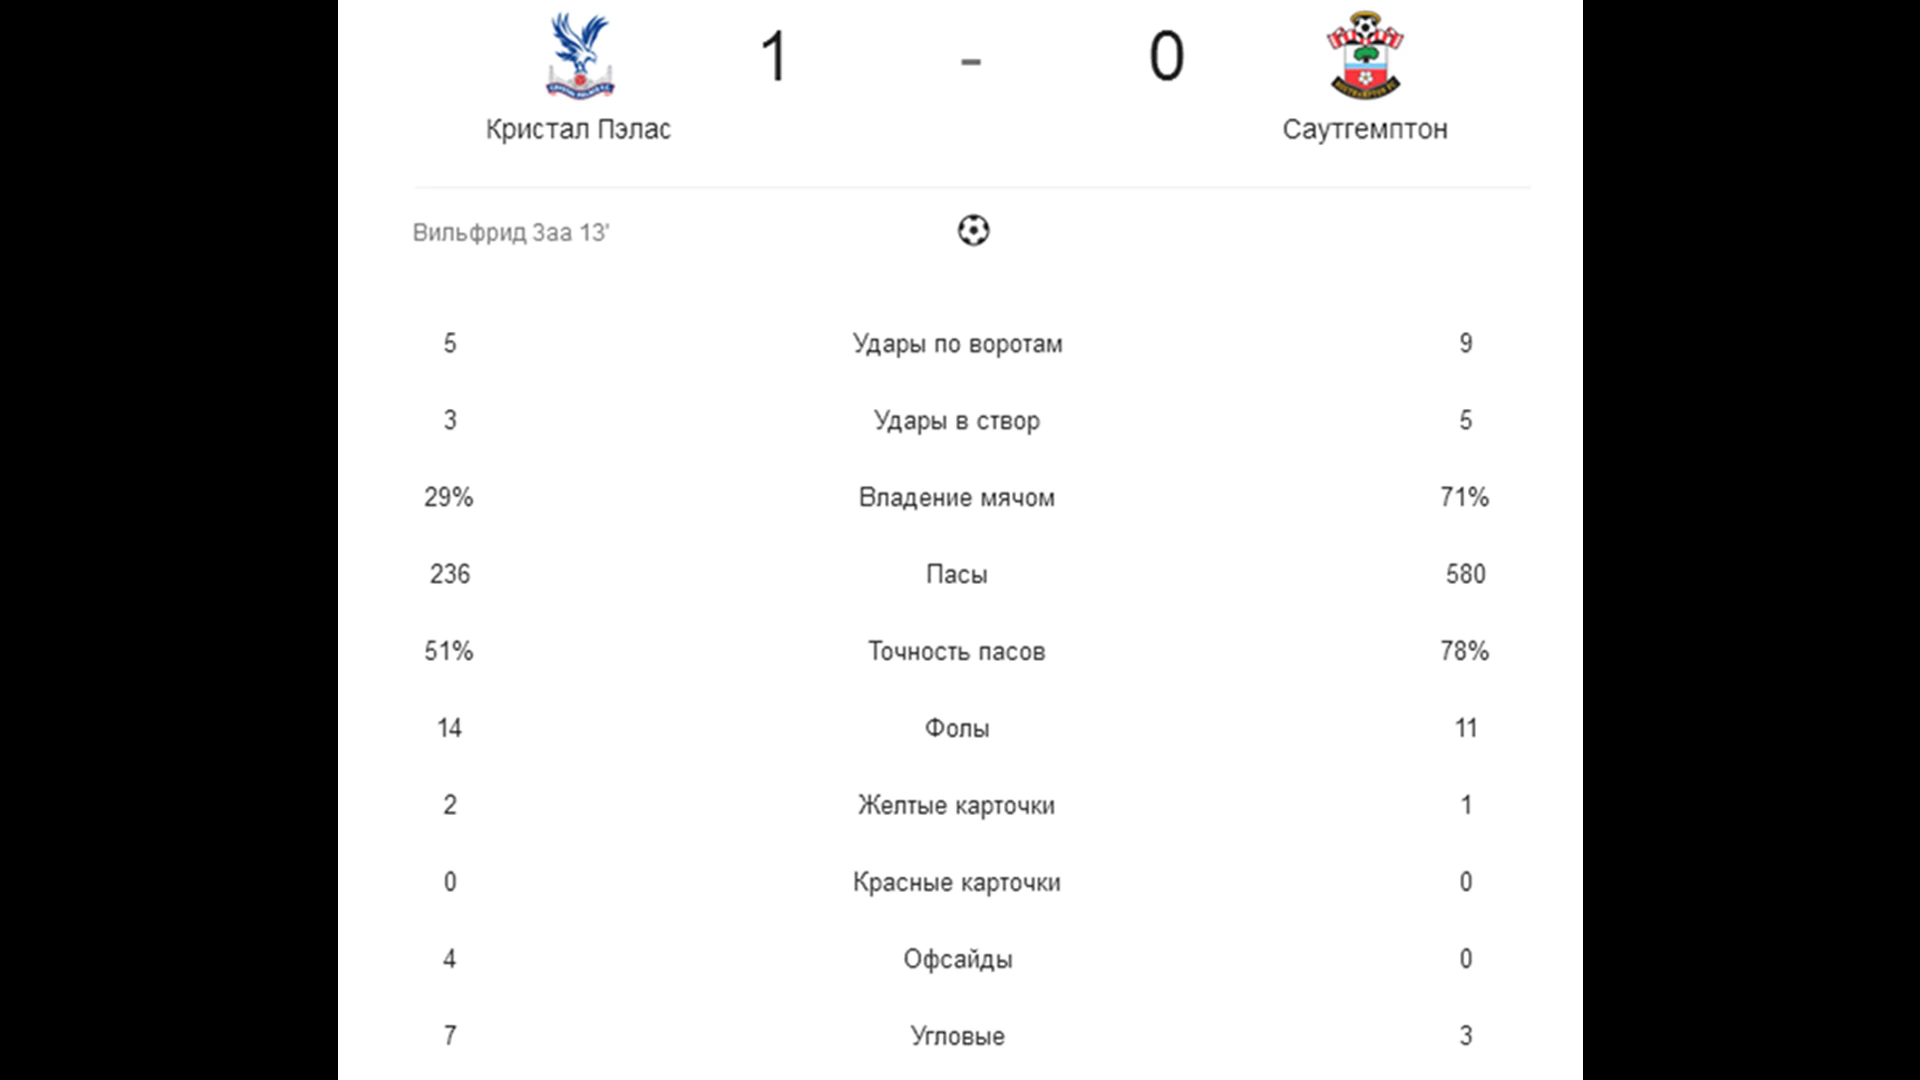 1 - 0
Кристал Пэлас Саутгемптон
Вильфрид Заа 13'
5 Удары по воротам 9
3 Удары в створ 5
29% Владение мячом 71%
236 Пасы 580
51% Точность пасов 78%
14 Фолы 11
2 Желтые карточки 1
0 Красные карточки 0
4 Офсайды 0
7 Угловые 3